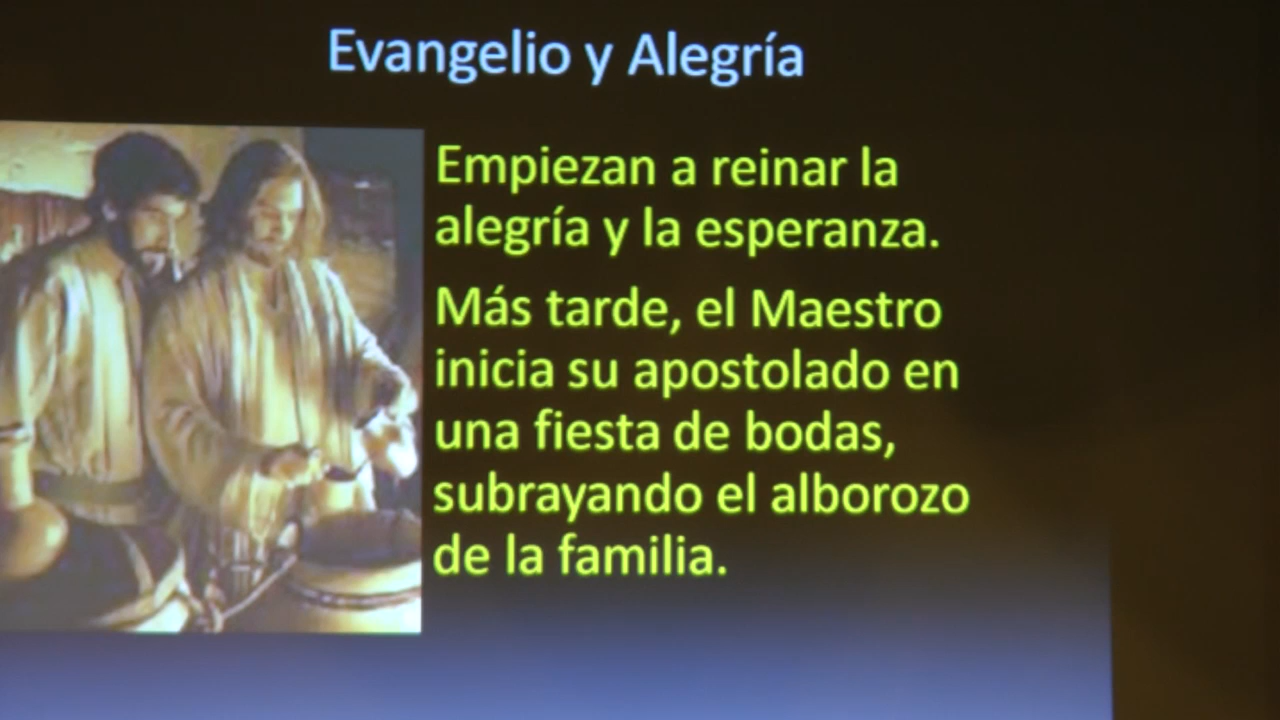 Evangelio y Alegría
Empiezan a reinar la
alegría y la esperanza.
Más tarde, el Maestro
inicia su apostolado en
una fiesta de bodas,
subrayando el alborozo
de la familia.